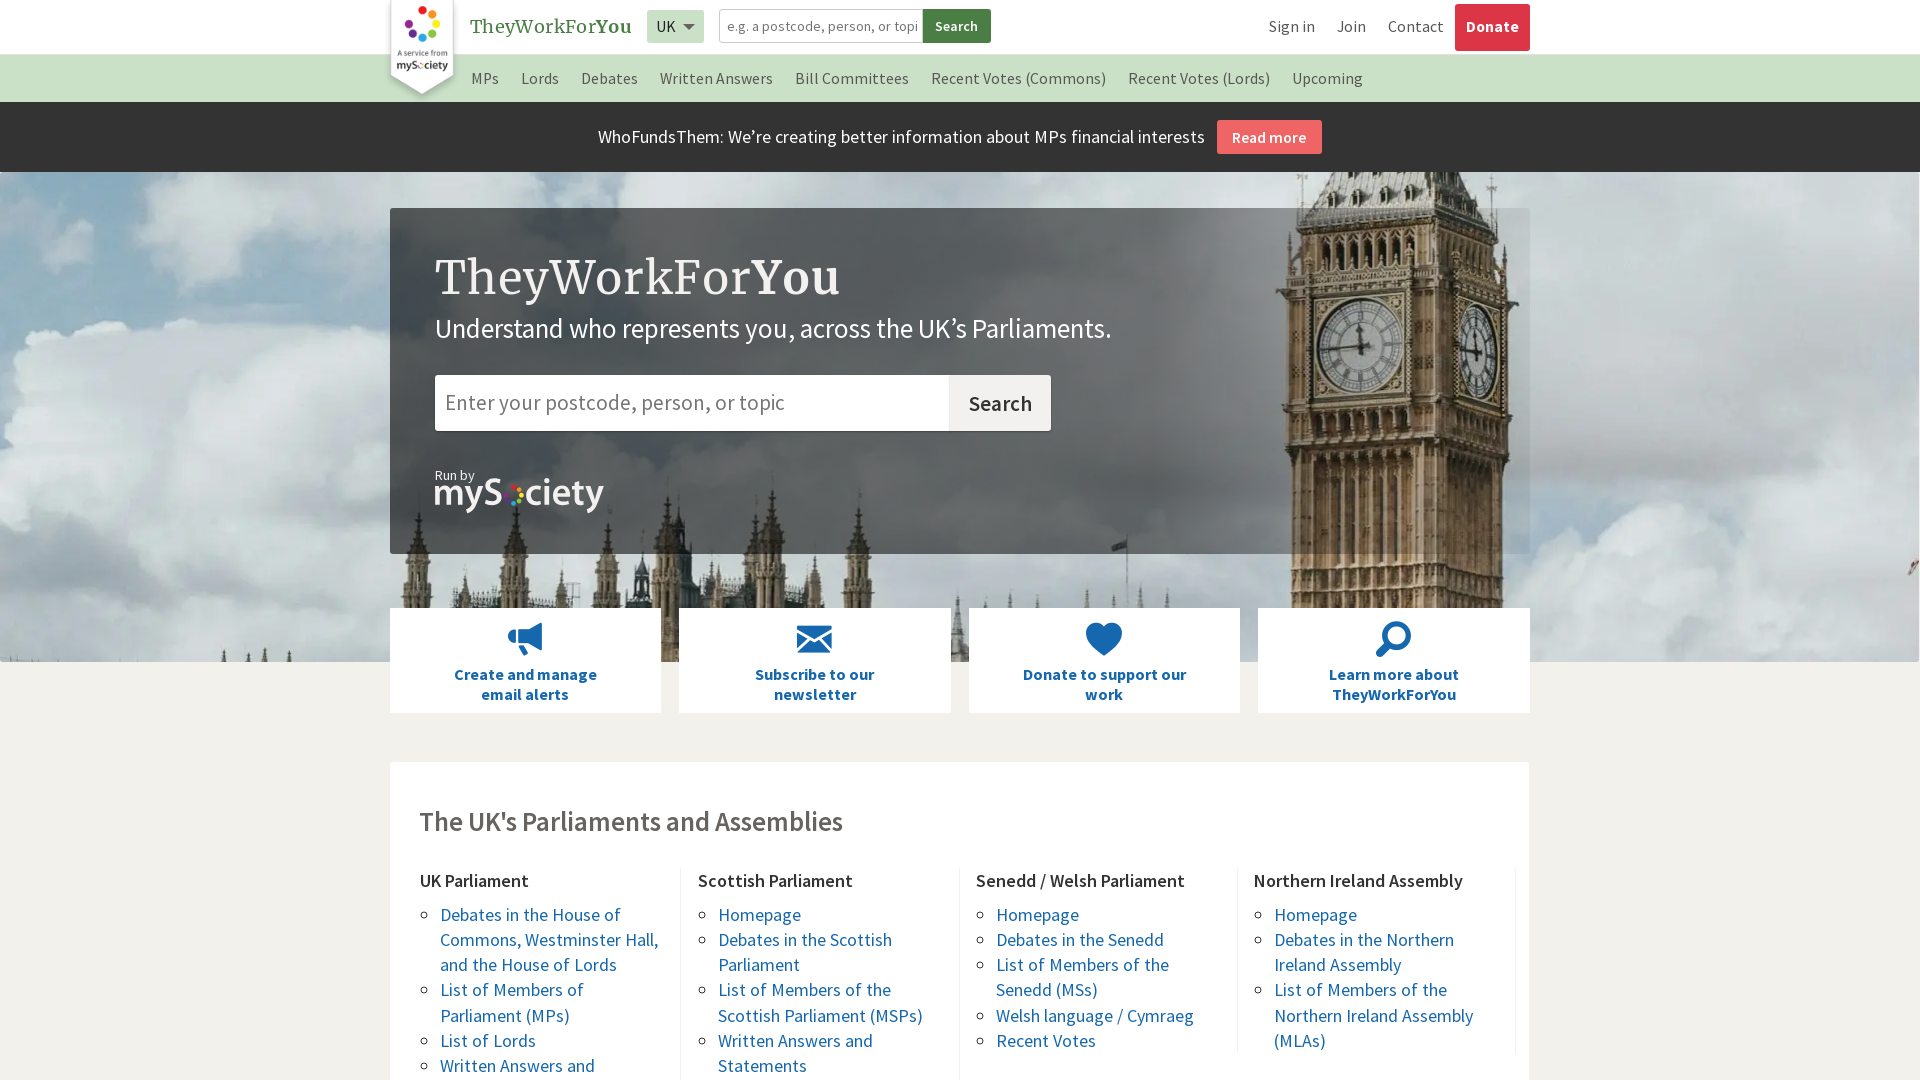 A service from
mySociety
TheyWorkForYou
UK
e.g. a postcode, person, or topi
Search
Sign in
Join
Contact
Donate
MPs
Lords
Debates
Written Answers
Bill Committees
Recent Votes (Commons)
Recent Votes (Lords)
Upcoming
WhoFundsThem: We’re creating better information about MPs financial interests
Read more
TheyWorkForYou
Understand who represents you, across the UK’s Parliaments.
Enter your postcode, person, or topic
Search
Run by
mySociety
Create and manage
email alerts
Subscribe to our
newsletter
Donate to support our
work
Learn more about
TheyWorkForYou
The UK's Parliaments and Assemblies
UK Parliament
Debates in the House of
Commons, Westminster Hall,
and the House of Lords
List of Members of
Parliament (MPs)
List of Lords
Written Answers and
Scottish Parliament
Homepage
Debates in the Scottish
Parliament
List of Members of the
Scottish Parliament (MSPs)
Written Answers and
Statements
Senedd / Welsh Parliament
Homepage
Debates in the Senedd
List of Members of the
Senedd (MSs)
Welsh language / Cymraeg
Recent Votes
Northern Ireland Assembly
Homepage
Debates in the Northern
Ireland Assembly
List of Members of the
Northern Ireland Assembly
(MLAs)